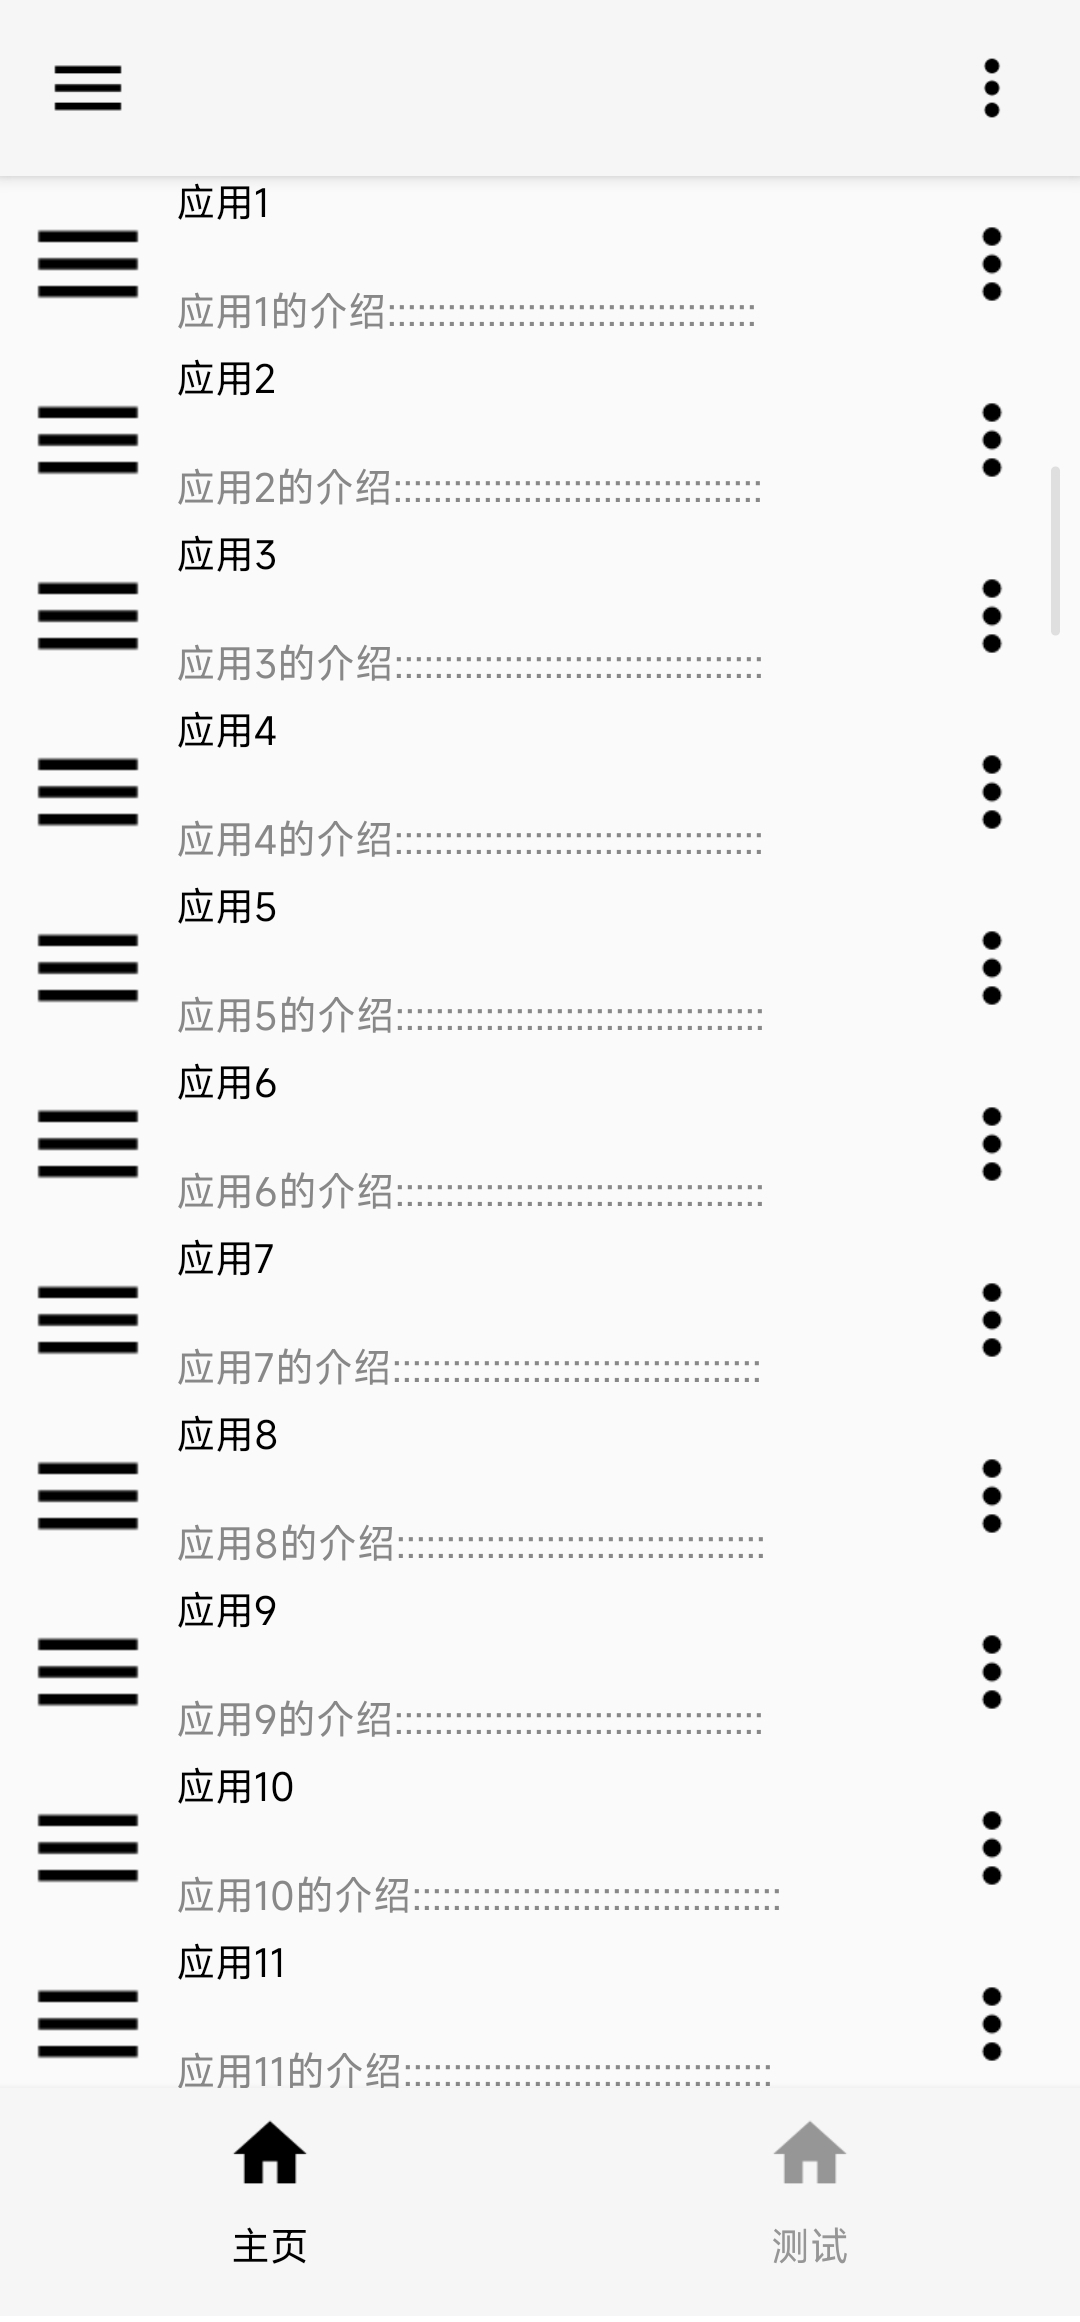 应用1
应用1的介绍::::::::::::::::::::::::::::::::::::
应用2
应用2的介绍::::::::::::::::::::::::::::::::::::
应用3
应用3的介绍::::::::::::::::::::::::::::::::::::
应用4
应用4的介绍::::::::::::::::::::::::::::::::::::
应用5
应用5的介绍::::::::::::::::::::::::::::::::::::
应用6
应用6的介绍::::::::::::::::::::::::::::::::::::
应用7
应用7的介绍::::::::::::::::::::::::::::::::::::
应用8
应用8的介绍::::::::::::::::::::::::::::::::::::
应用9
应用9的介绍::::::::::::::::::::::::::::::::::::
应用10
应用10的介绍::::::::::::::::::::::::::::::::::::
应用11
应用11的介绍::::::::::::::::::::::::::::::::::::
主页
测试